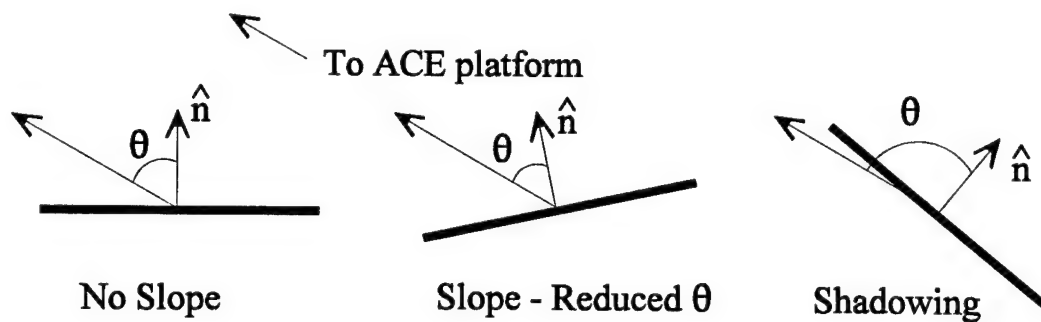 To ACE platform
n̂
θ
n̂
θ
θ
n̂
No Slope
Slope - Reduced θ
Shadowing